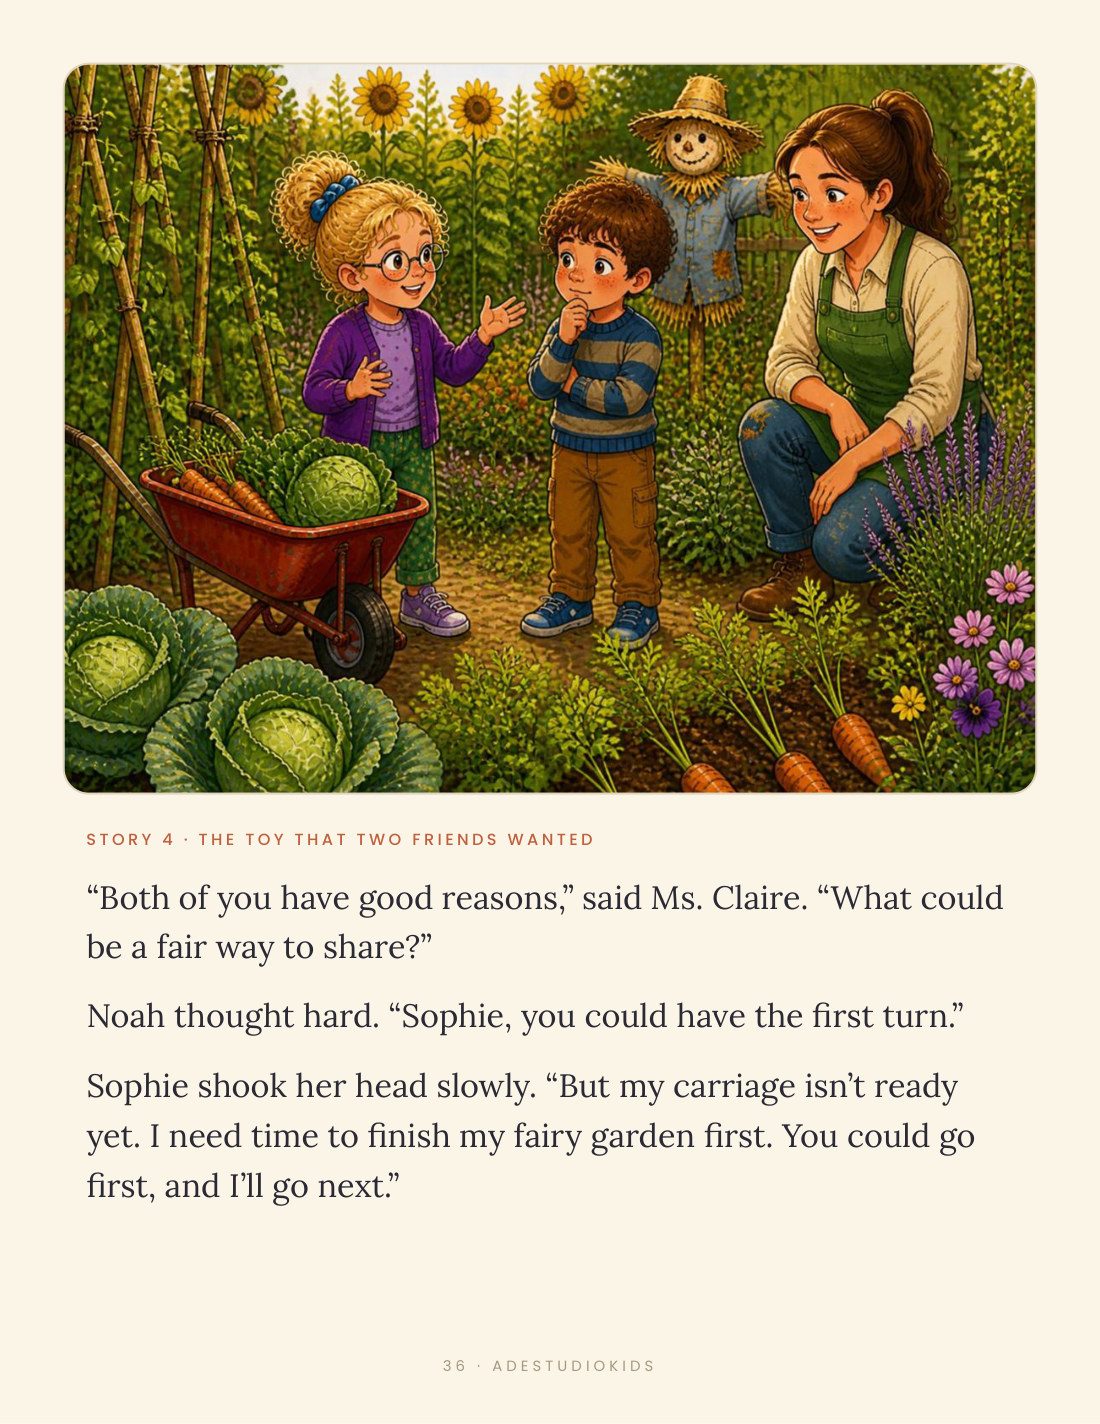 STORY 4 · THE TOY THAT TWO FRIENDS WANTED
“Both of you have good reasons,” said Ms. Claire. “What could
be a fair way to share?”
Noah thought hard. “Sophie, you could have the first turn.”
Sophie shook her head slowly. “But my carriage isn’t ready
yet. I need time to finish my fairy garden first. You could go
first, and I’ll go next.”
36 · ADESTUDIOKIDS